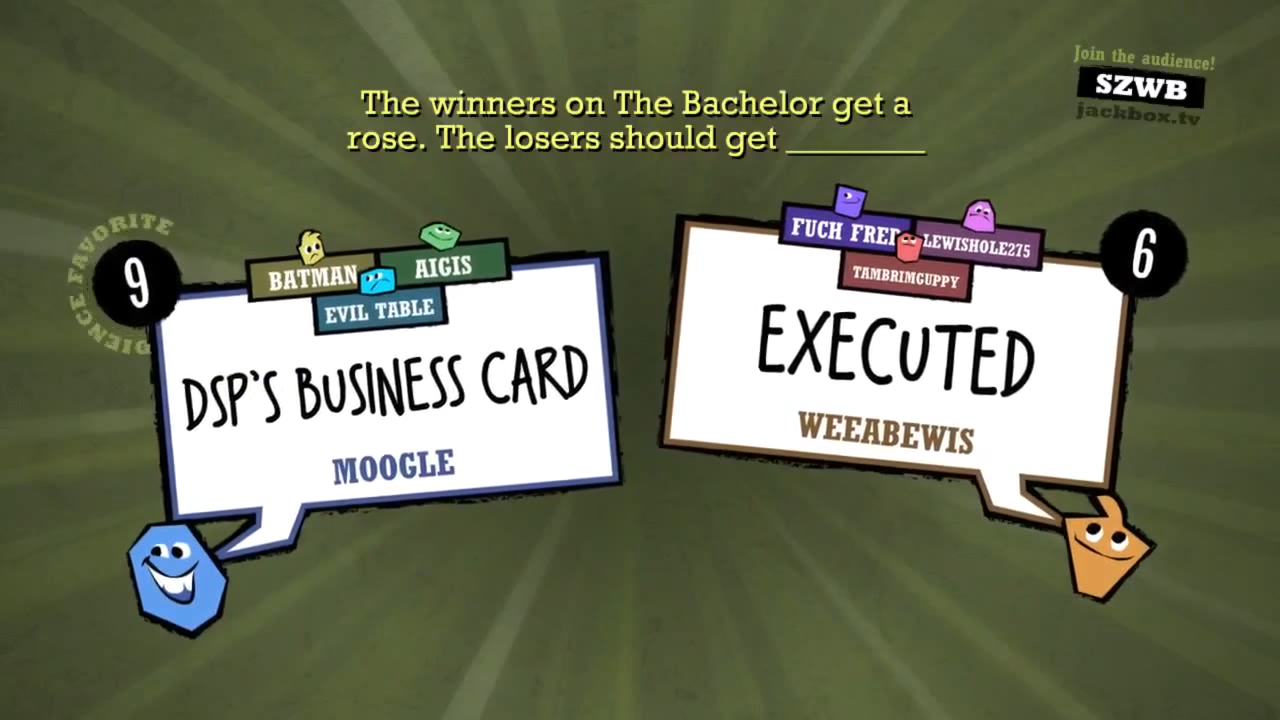 Join the audience!
SZWB
jackbox.tv
The winners on The Bachelor get a
rose. The losers should get ________
DIENCE FAVORITE
9
BATMAN
AIGIS
EVIL TABLE
DSP'S BUSINESS CARD
MOOGLE
6
FUCH FRED
LEWISHOLE275
TAMBRIMGUPPY
EXECUTED
WEEABEWIS